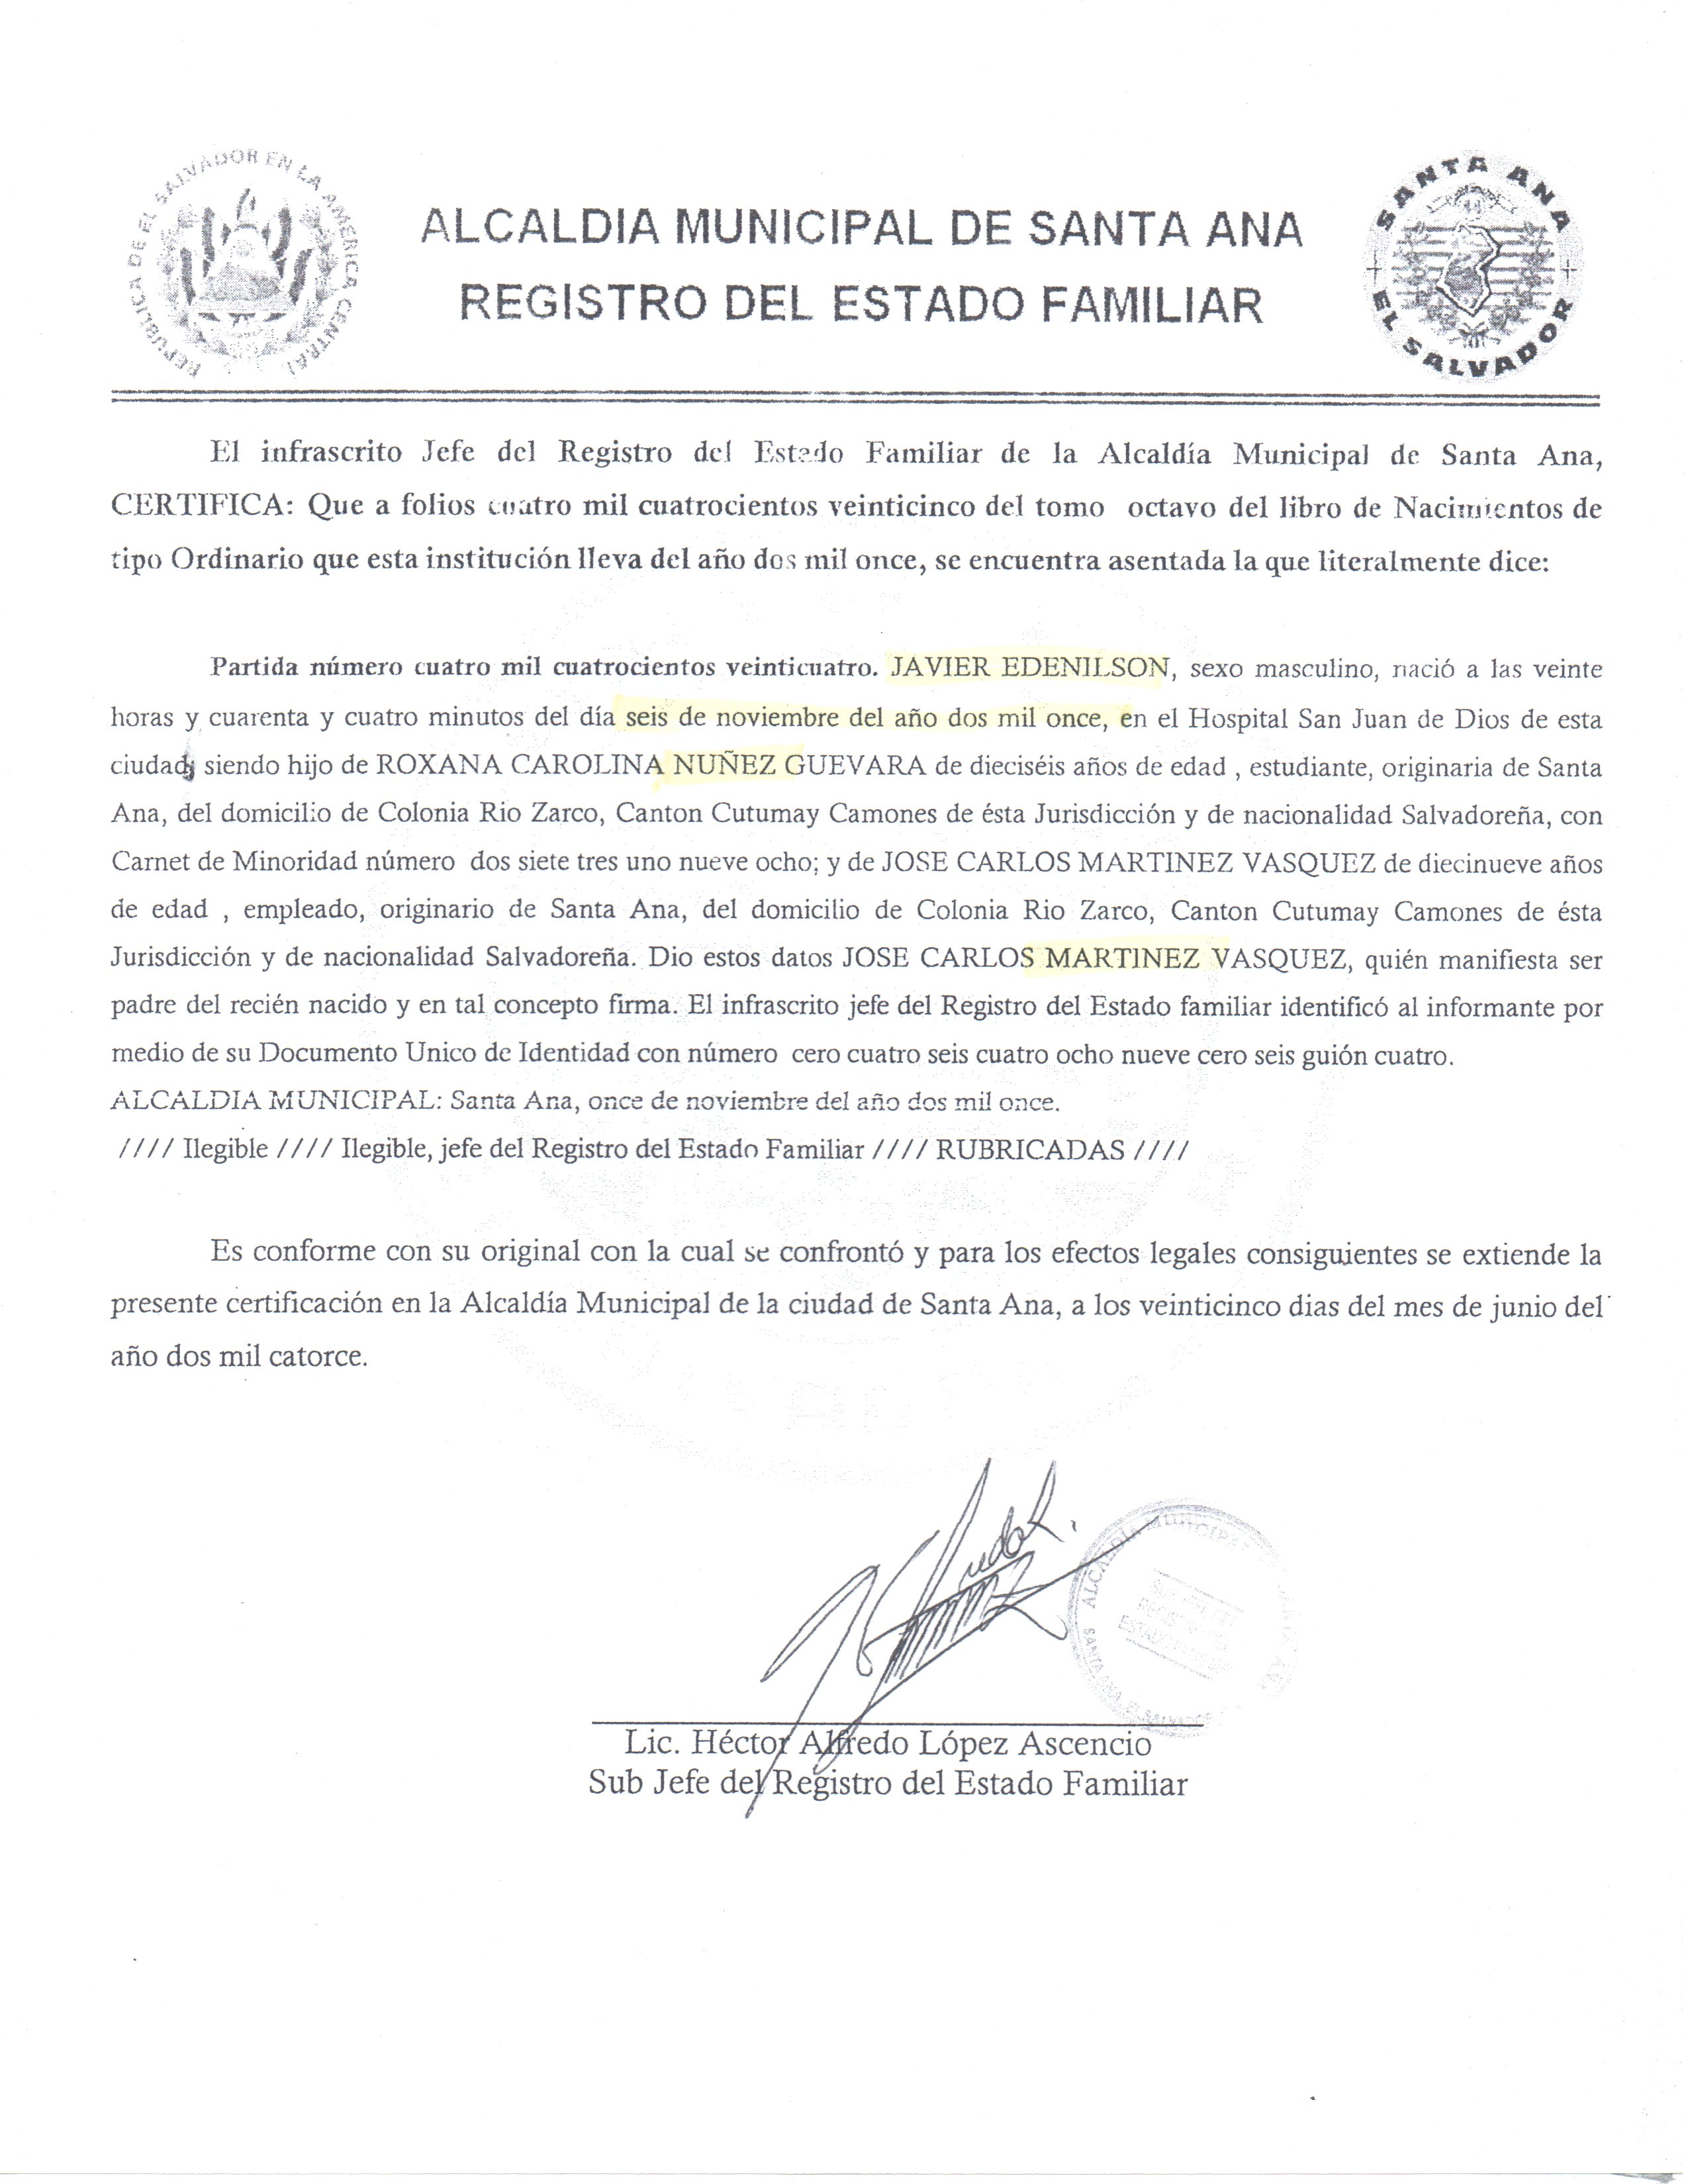 REPUBLICA DE EL SALVADOR EN LA AMERICA CENTRAL
SANTA ANA
EL SALVADOR
ALCALDIA MUNICIPAL DE SANTA ANA
REGISTRO DEL ESTADO FAMILIAR
El infrascrito Jefe del Registro del Estado Familiar de la Alcaldía Municipal de Santa Ana,
CERTIFICA: Que a folios cuatro mil cuatrocientos veinticinco del tomo octavo del libro de Nacimientos de
tipo Ordinario que esta institución lleva del año dos mil once, se encuentra asentada la que literalmente dice:
Partida número cuatro mil cuatrocientos veinticuatro. JAVIER EDENILSON, sexo masculino, nació a las veinte
horas y cuarenta y cuatro minutos del día seis de noviembre del año dos mil once, en el Hospital San Juan de Dios de esta
ciudad; siendo hijo de ROXANA CAROLINA NUÑEZ GUEVARA de dieciséis años de edad , estudiante, originaria de Santa
Ana, del domicilio de Colonia Rio Zarco, Canton Cutumay Camones de ésta Jurisdicción y de nacionalidad Salvadoreña, con
Carnet de Minoridad número dos siete tres uno nueve ocho; y de JOSE CARLOS MARTINEZ VASQUEZ de diecinueve años
de edad , empleado, originario de Santa Ana, del domicilio de Colonia Rio Zarco, Canton Cutumay Camones de ésta
Jurisdicción y de nacionalidad Salvadoreña. Dio estos datos JOSE CARLOS MARTINEZ VASQUEZ, quién manifiesta ser
padre del recién nacido y en tal concepto firma. El infrascrito jefe del Registro del Estado familiar identificó al informante por
medio de su Documento Unico de Identidad con número cero cuatro seis cuatro ocho nueve cero seis guión cuatro.
ALCALDIA MUNICIPAL: Santa Ana, once de noviembre del año dos mil once.
//// Ilegible //// Ilegible, jefe del Registro del Estado Familiar //// RUBRICADAS ////
Es conforme con su original con la cual se confrontó y para los efectos legales consiguientes se extiende la
presente certificación en la Alcaldía Municipal de la ciudad de Santa Ana, a los veinticinco dias del mes de junio del
año dos mil catorce.
ALCALDIA MUNICIPAL
SANTA ANA, EL SALVADOR
Lic. Héctor Alfredo López Ascencio
Sub Jefe del Registro del Estado Familiar